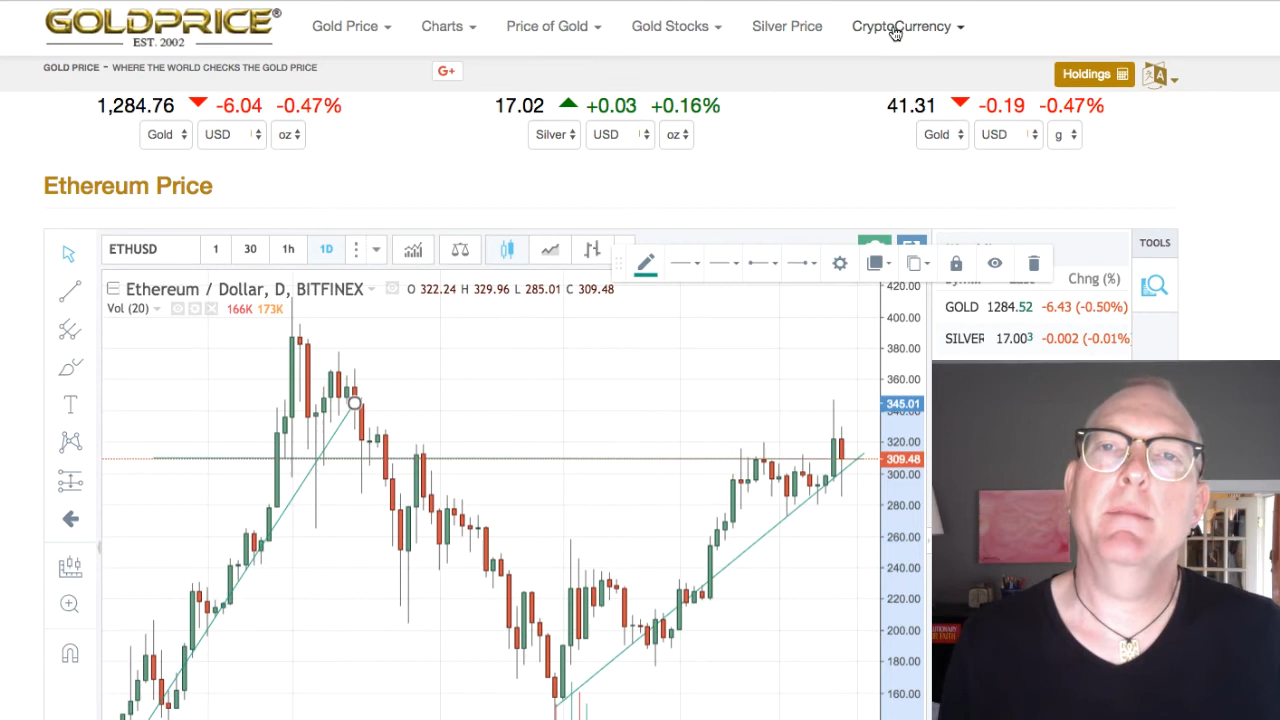 GOLDPRICE®
EST. 2002
Gold Price
Charts
Price of Gold
Gold Stocks
Silver Price
CryptoCurrency
GOLD PRICE - WHERE THE WORLD CHECKS THE GOLD PRICE
G+
Holdings
1,284.76 -6.04 -0.47%
17.02 +0.03 +0.16%
41.31 -0.19 -0.47%
Gold USD oz
Silver USD oz
Gold USD g
Ethereum Price
ETHUSD 1 30 1h 1D
TOOLS
Ethereum / Dollar, D, BITFINEX O 322.24 H 329.96 L 285.01 C 309.48
Vol (20) 166K 173K
Chng (%)
GOLD 1284.52 -6.43 (-0.50%)
SILVER 17.003 -0.002 (-0.01%)
T
420.00
400.00
380.00
360.00
345.01
340.00
320.00
309.48
300.00
280.00
260.00
240.00
220.00
200.00
180.00
160.00